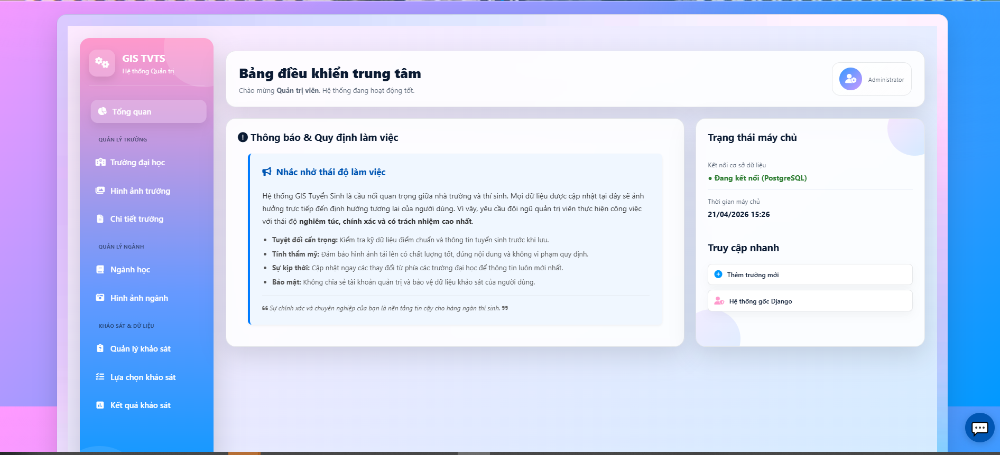 GIS TVTS
Hệ thống Quản trị
Tổng quan
QUẢN LÝ TRƯỜNG
Trường đại học
Hình ảnh trường
Chi tiết trường
QUẢN LÝ NGÀNH
Ngành học
Hình ảnh ngành
KHẢO SÁT & DỮ LIỆU
Quản lý khảo sát
Lựa chọn khảo sát
Kết quả khảo sát
Bảng điều khiển trung tâm
Chào mừng Quản trị viên. Hệ thống đang hoạt động tốt.
Administrator
Thông báo & Quy định làm việc
Nhắc nhở thái độ làm việc
Hệ thống GIS Tuyển Sinh là cầu nối quan trọng giữa nhà trường và thí sinh. Mọi dữ liệu được cập nhật tại đây sẽ ảnh
hưởng trực tiếp đến định hướng tương lai của người dùng. Vì vậy, yêu cầu đội ngũ quản trị viên thực hiện công việc
với thái độ nghiêm túc, chính xác và có trách nhiệm cao nhất.
• Tuyệt đối cẩn trọng: Kiểm tra kỹ dữ liệu điểm chuẩn và thông tin tuyển sinh trước khi lưu.
• Tính thẩm mỹ: Đảm bảo hình ảnh tải lên có chất lượng tốt, đúng nội dung và không vi phạm quy định.
• Sự kịp thời: Cập nhật ngay các thay đổi từ phía các trường đại học để thông tin luôn mới nhất.
• Bảo mật: Không chia sẻ tài khoản quản trị và bảo vệ dữ liệu khảo sát của người dùng.
❝ Sự chính xác và chuyên nghiệp của bạn là nền tảng tin cậy cho hàng ngàn thí sinh. ❞
Trạng thái máy chủ
Kết nối cơ sở dữ liệu
● Đang kết nối (PostgreSQL)
Thời gian máy chủ
21/04/2026 15:26
Truy cập nhanh
Thêm trường mới
Hệ thống gốc Django